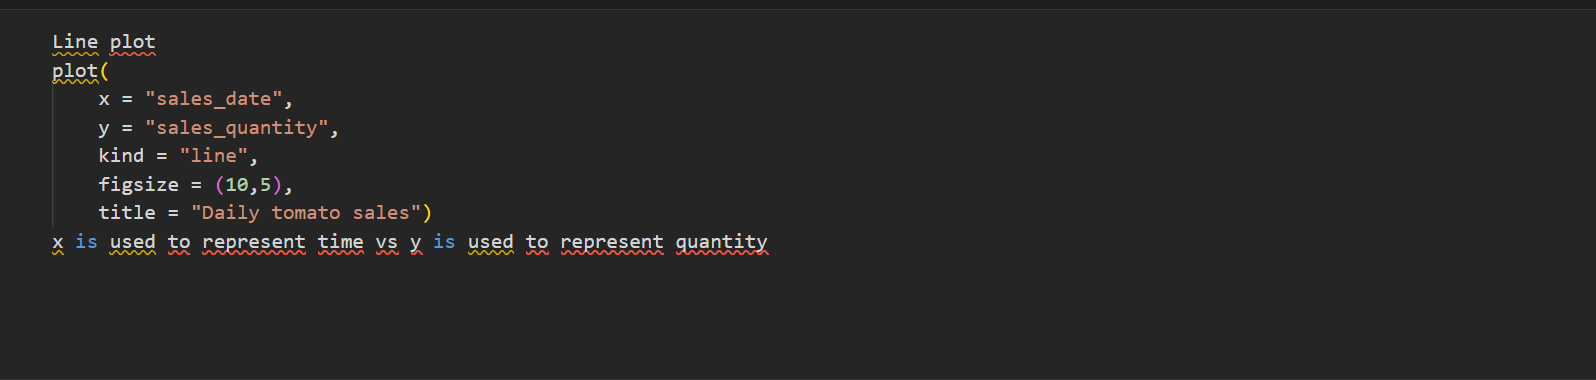 Line plot
plot(
    x = "sales_date",
    y = "sales_quantity",
    kind = "line",
    figsize = (10,5),
    title = "Daily tomato sales")
x is used to represent time vs y is used to represent quantity